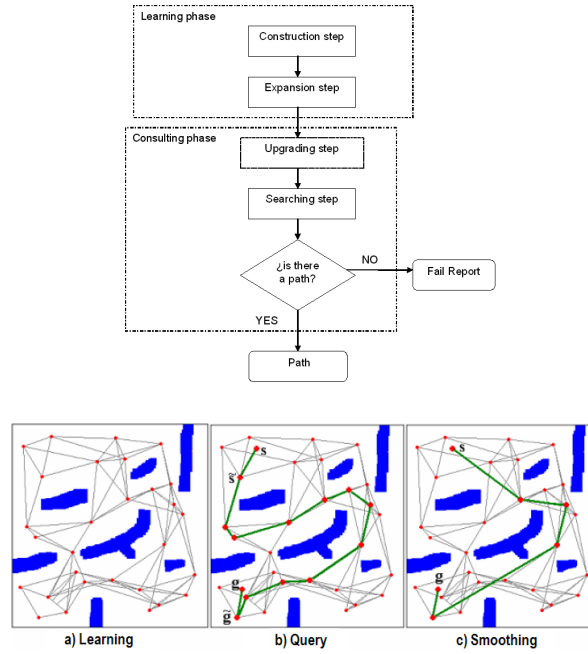 Learning phase
Construction step
Expansion step
Consulting phase
Upgrading step
Searching step
¿is there
a path?
NO
Fail Report
YES
Path
s
s̃
g
g̃
s
g
a) Learning
b) Query
c) Smoothing